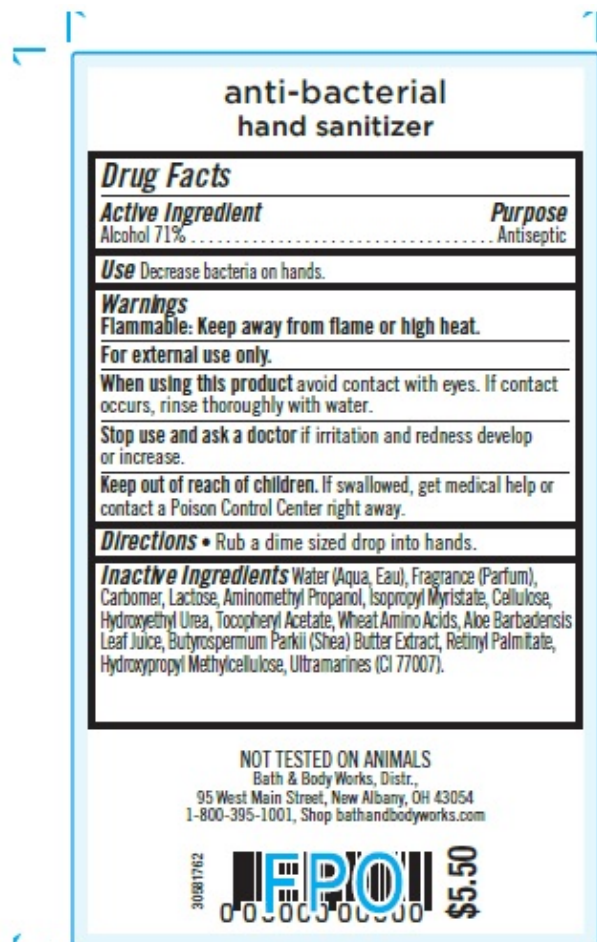 1
anti-bacterial
hand sanitizer
Drug Facts
Active Ingredient Purpose
Alcohol 71% ................................... Antiseptic
Use Decrease bacteria on hands.
Warnings
Flammable: Keep away from flame or high heat.
For external use only.
When using this product avoid contact with eyes. If contact
occurs, rinse thoroughly with water.
Stop use and ask a doctor if irritation and redness develop
or increase.
Keep out of reach of children. If swallowed, get medical help or
contact a Poison Control Center right away.
Directions • Rub a dime sized drop into hands.
Inactive Ingredients Water (Aqua, Eau), Fragrance (Parfum),
Carbomer, Lactose, Aminomethyl Propanol, Isopropyl Myristate, Cellulose,
Hydroxyethyl Urea, Tocopheryl Acetate, Wheat Amino Acids, Aloe Barbadensis
Leaf Juice, Butyrospermum Parkii (Shea) Butter Extract, Retinyl Palmitate,
Hydroxypropyl Methylcellulose, Ultramarines (CI 77007).
NOT TESTED ON ANIMALS
Bath & Body Works, Distr.,
95 West Main Street, New Albany, OH 43054
1-800-395-1001, Shop bathandbodyworks.com
30581762
FPO
0 00000 00000 0
$5.50